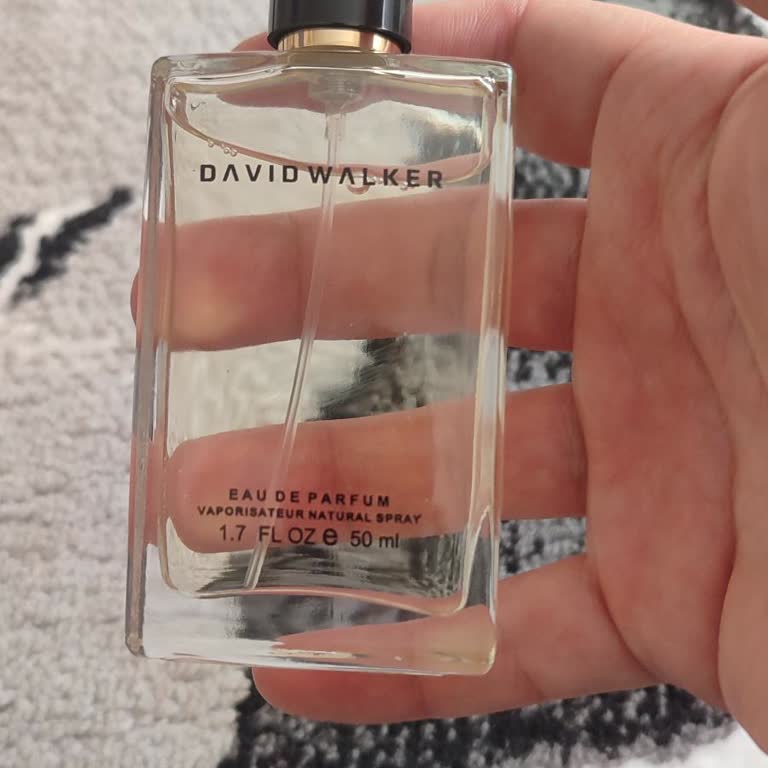 DAVID WALKER
EAU DE PARFUM
VAPORISATEUR NATURAL SPRAY
1.7 FL OZ e 50 ml